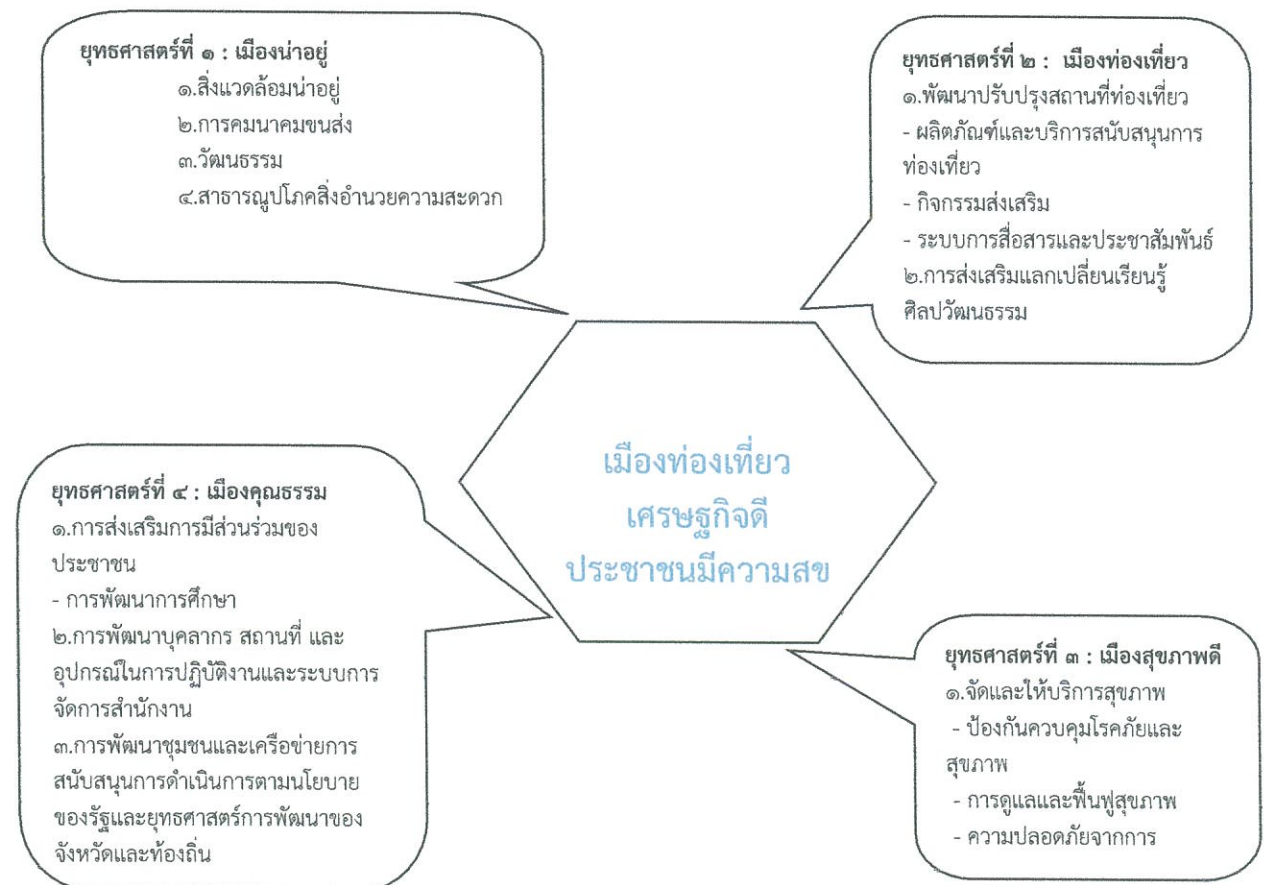 ยุทธศาสตร์ที่ ๑ : เมืองน่าอยู่
๑.สิ่งแวดล้อมน่าอยู่
๒.การคมนาคมขนส่ง
๓.วัฒนธรรม
๔.สาธารณูปโภคสิ่งอำนวยความสะดวก
ยุทธศาสตร์ที่ ๒ : เมืองท่องเที่ยว
๑.พัฒนาปรับปรุงสถานที่ท่องเที่ยว
- ผลิตภัณฑ์และบริการสนับสนุนการ
ท่องเที่ยว
- กิจกรรมส่งเสริม
- ระบบการสื่อสารและประชาสัมพันธ์
๒.การส่งเสริมแลกเปลี่ยนเรียนรู้
ศิลปวัฒนธรรม
เมืองท่องเที่ยว
เศรษฐกิจดี
ประชาชนมีความสข
ยุทธศาสตร์ที่ ๔ : เมืองคุณธรรม
๑.การส่งเสริมการมีส่วนร่วมของ
ประชาชน
- การพัฒนาการศึกษา
๒.การพัฒนาบุคลากร สถานที่ และ
อุปกรณ์ในการปฏิบัติงานและระบบการ
จัดการสำนักงาน
๓.การพัฒนาชุมชนและเครือข่ายการ
สนับสนุนการดำเนินการตามนโยบาย
ของรัฐและยุทธศาสตร์การพัฒนาของ
จังหวัดและท้องถิ่น
ยุทธศาสตร์ที่ ๓ : เมืองสุขภาพดี
๑.จัดและให้บริการสุขภาพ
- ป้องกันควบคุมโรคภัยและ
สุขภาพ
- การดูแลและฟื้นฟูสุขภาพ
- ความปลอดภัยจากการ